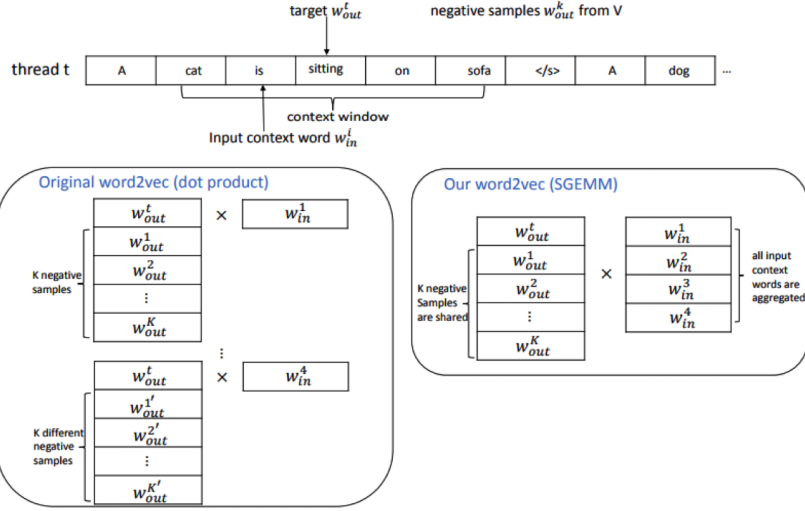 target w_out^t
negative samples w_out^k from V
thread t
A cat is sitting on sofa </s> A dog ...
context window
Input context word w_in^i
Original word2vec (dot product)
w_out^t × w_in^1
w_out^1
K negative samples
w_out^2
⋮
w_out^K
⋮
w_out^t × w_in^4
w_out^1'
K different
negative
samples
w_out^2'
⋮
w_out^K'
Our word2vec (SGEMM)
w_out^t
w_out^1
K negative
Samples
are shared
w_out^2
⋮
w_out^K
×
w_in^1
w_in^2
w_in^3
w_in^4
all input
context
words are
aggregated